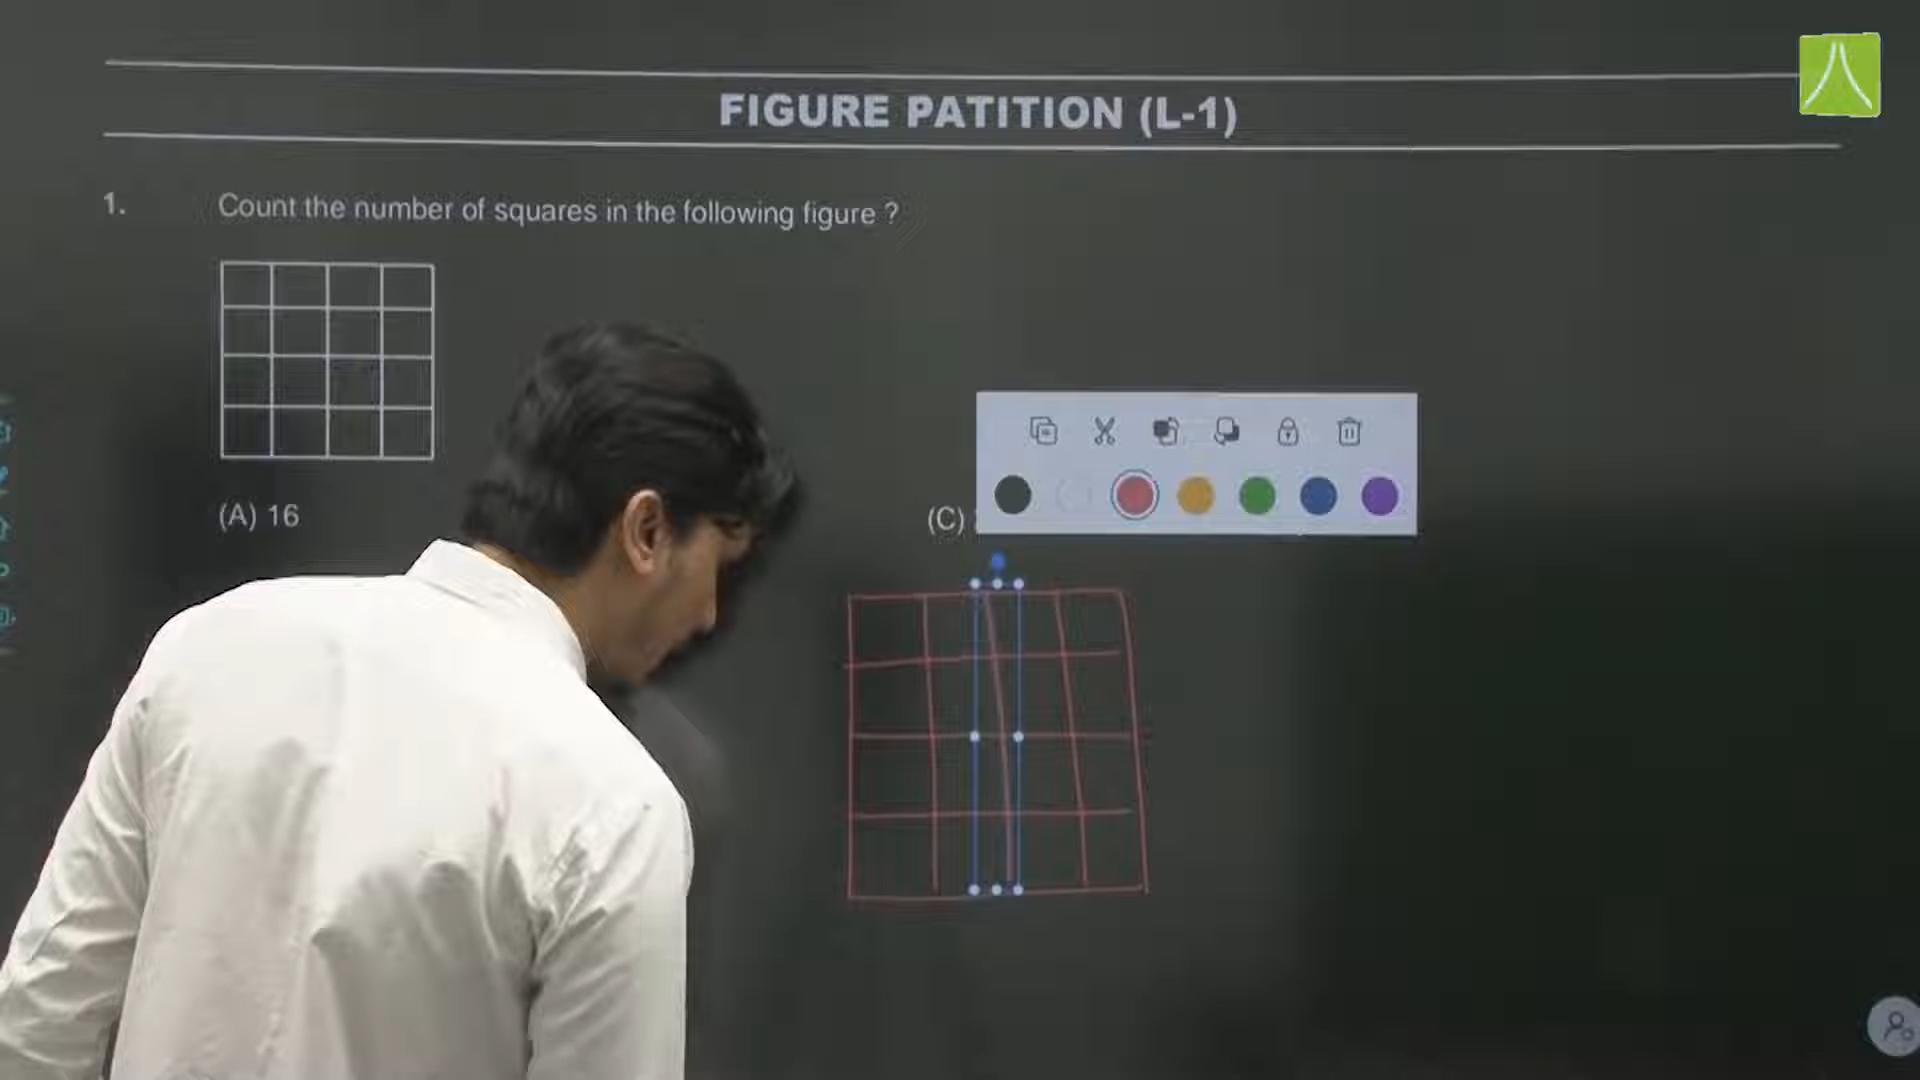 FIGURE PATITION (L-1)
1. Count the number of squares in the following figure ?
(A) 16
(C)